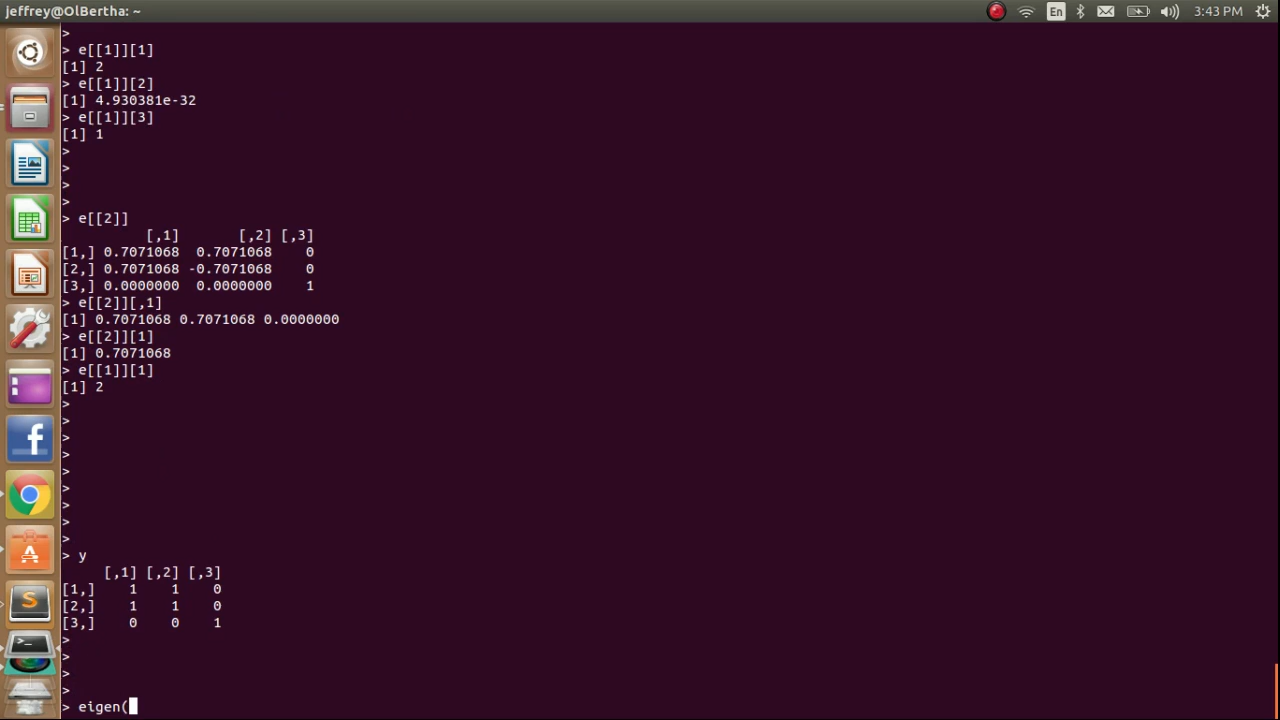 jeffrey@OlBertha: ~ En 3:43 PM
>
> e[[1]][1]
[1] 2
> e[[1]][2]
[1] 4.930381e-32
> e[[1]][3]
[1] 1
>
>
>
>
> e[[2]]
[,1] [,2] [,3]
[1,] 0.7071068 0.7071068 0
[2,] 0.7071068 -0.7071068 0
[3,] 0.0000000 0.0000000 1
> e[[2]][,1]
[1] 0.7071068 0.7071068 0.0000000
> e[[2]][1]
[1] 0.7071068
> e[[1]][1]
[1] 2
>
>
>
>
>
>
>
>
>
> y
[,1] [,2] [,3]
[1,] 1 1 0
[2,] 1 1 0
[3,] 0 0 1
>
>
>
>
> eigen(